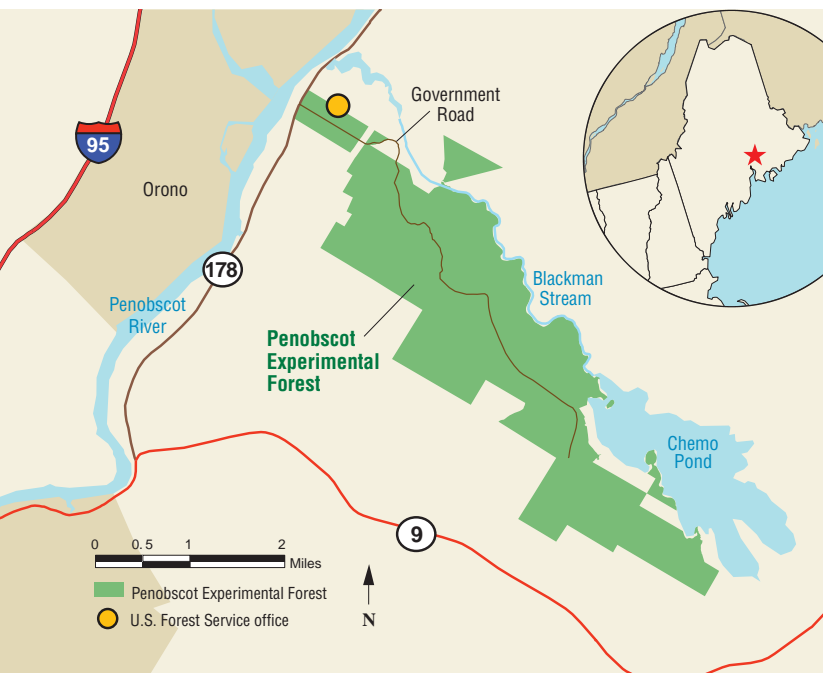 Government
Road
95
Orono
178
Penobscot
River
Blackman
Stream
Penobscot
Experimental
Forest
Chemo
Pond
9
0 0.5 1 2
Miles
Penobscot Experimental Forest
U.S. Forest Service office
N